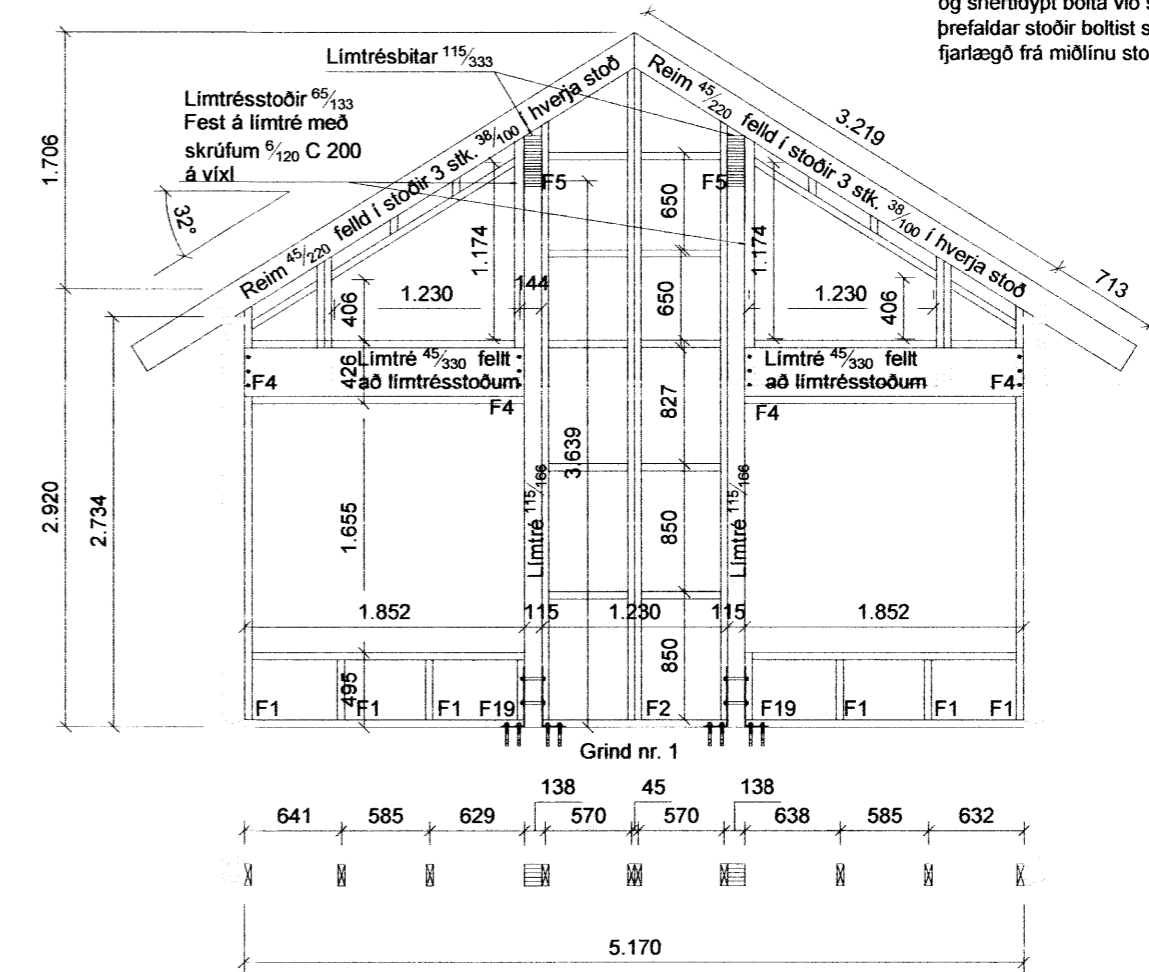 og snertidýpt bolta við s
þrefaldar stoðir boltist s
fjarlægð frá miðlínu sto
Límtrésbitar 115/333
Límtrésstoðir 65/133
Fest á límtré með
skrúfum 6/120 C 200
á víxl
Reim 45/220 felld í stoðir 3 stk. 38/100 í hverja stoð
Reim 45/220 felld í stoðir 3 stk. 38/100 í hverja stoð
3.219
713
1.706
32°
2.920
2.734
F5
F5
650
1.174
1.174
144
406
1.230
650
1.230
406
Límtré 45/330 fellt
að límtrésstoðum
Límtré 45/330 fellt
að límtrésstoðum
F4
426
F4
F4
F4
827
3.639
Límtré 115/166
Límtré 115/166
1.655
850
1.852
115
1.230
115
1.852
850
495
F1
F1
F1
F19
F2
F19
F1
F1
F1
Grind nr. 1
138
45
138
641
585
629
570
570
638
585
632
5.170